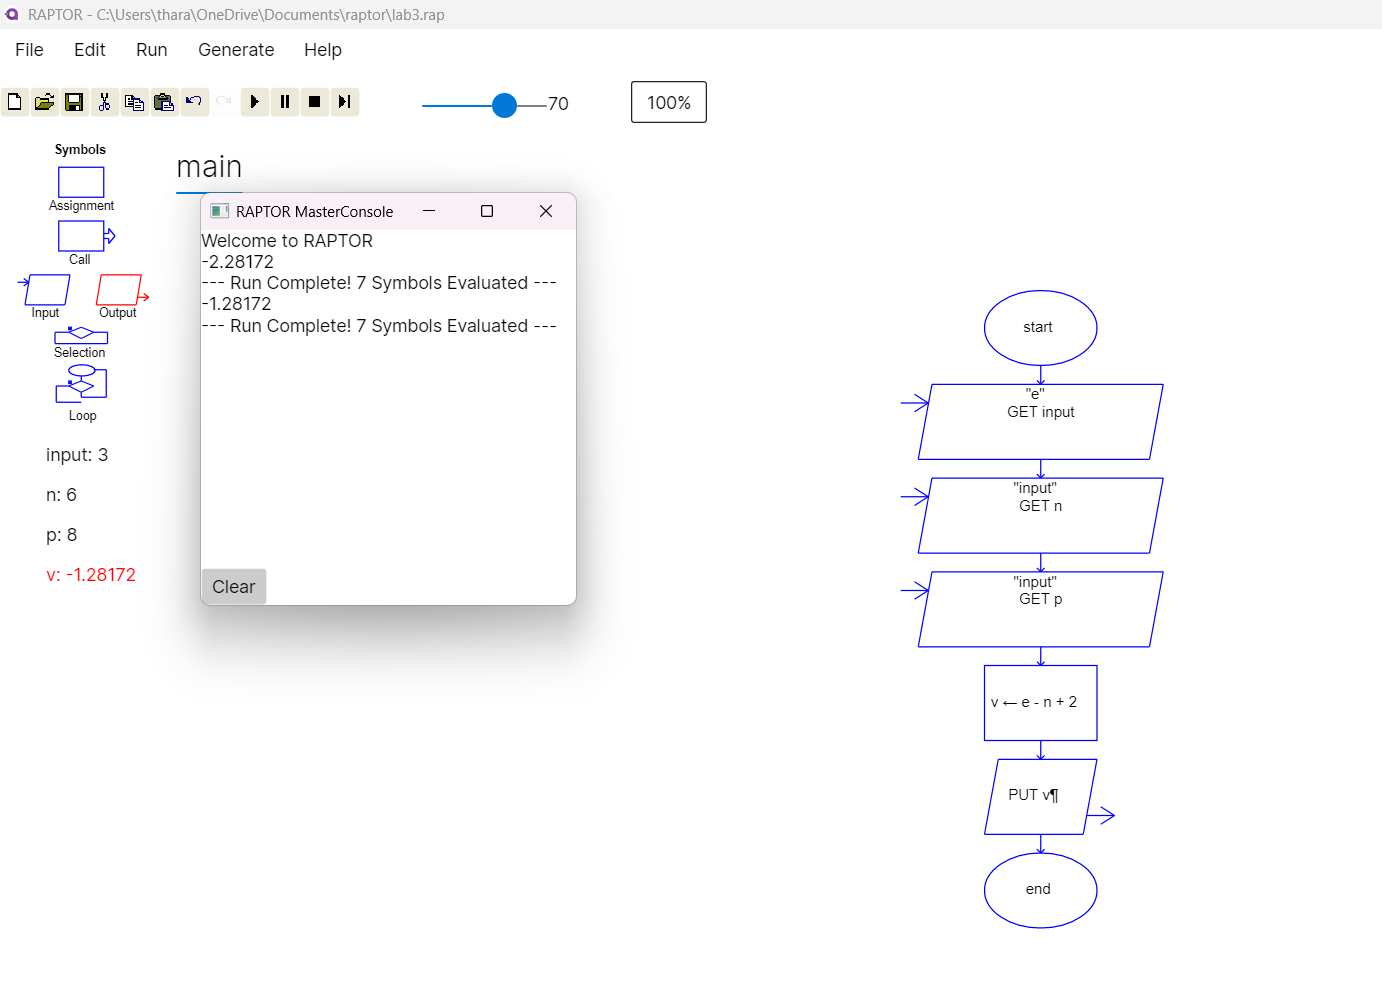 RAPTOR - C:\Users\thara\OneDrive\Documents\raptor\lab3.rap
File Edit Run Generate Help
70
100%
Symbols
Assignment
Call
Input Output
Selection
Loop
input: 3
n: 6
p: 8
v: -1.28172
main
RAPTOR MasterConsole
Welcome to RAPTOR
-2.28172
--- Run Complete! 7 Symbols Evaluated ---
-1.28172
--- Run Complete! 7 Symbols Evaluated ---
Clear
start
"e"
GET input
"input"
GET n
"input"
GET p
v ← e - n + 2
PUT v¶
end